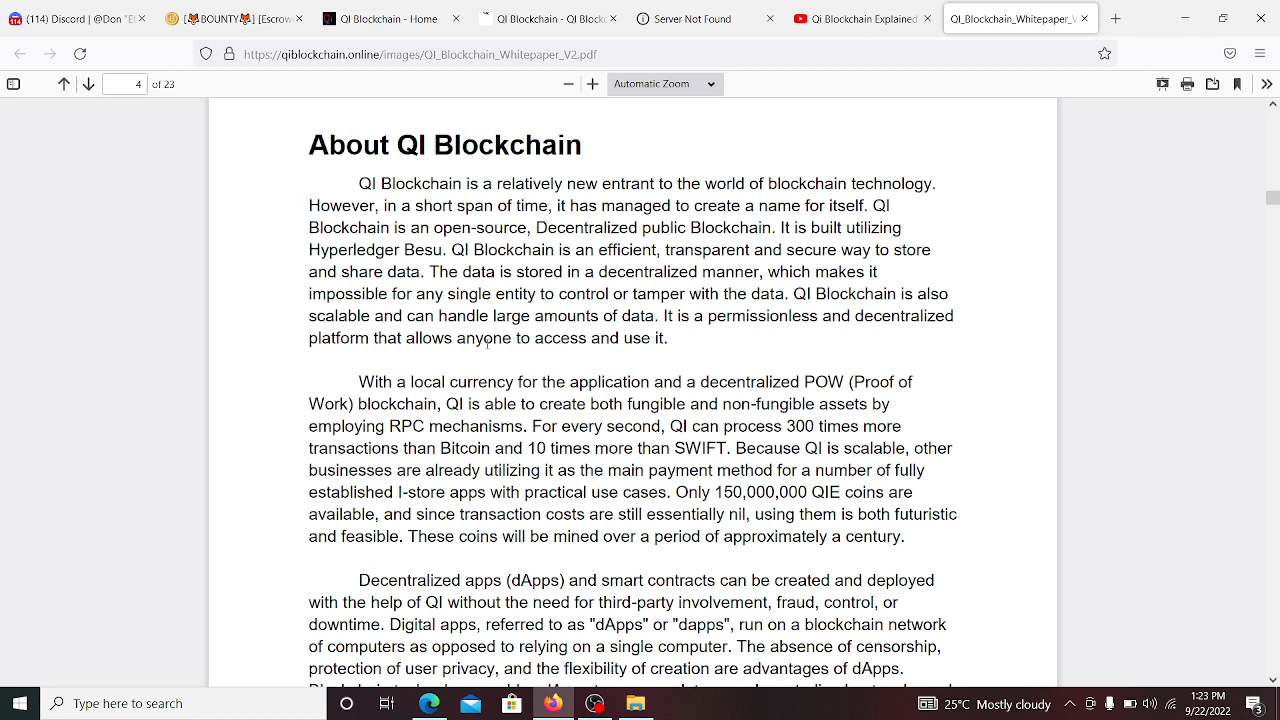 (114) Discord | @Don "El
[🦊BOUNTY🦊] [Escrow
QI Blockchain - Home
QI Blockchain - QI Blockc
Server Not Found
Qi Blockchain Explained
QI_Blockchain_Whitepaper_V
https://qiblockchain.online/images/QI_Blockchain_Whitepaper_V2.pdf
4 of 23
Automatic Zoom
About QI Blockchain
QI Blockchain is a relatively new entrant to the world of blockchain technology.
However, in a short span of time, it has managed to create a name for itself. QI
Blockchain is an open-source, Decentralized public Blockchain. It is built utilizing
Hyperledger Besu. QI Blockchain is an efficient, transparent and secure way to store
and share data. The data is stored in a decentralized manner, which makes it
impossible for any single entity to control or tamper with the data. QI Blockchain is also
scalable and can handle large amounts of data. It is a permissionless and decentralized
platform that allows anyone to access and use it.
With a local currency for the application and a decentralized POW (Proof of
Work) blockchain, QI is able to create both fungible and non-fungible assets by
employing RPC mechanisms. For every second, QI can process 300 times more
transactions than Bitcoin and 10 times more than SWIFT. Because QI is scalable, other
businesses are already utilizing it as the main payment method for a number of fully
established I-store apps with practical use cases. Only 150,000,000 QIE coins are
available, and since transaction costs are still essentially nil, using them is both futuristic
and feasible. These coins will be mined over a period of approximately a century.
Decentralized apps (dApps) and smart contracts can be created and deployed
with the help of QI without the need for third-party involvement, fraud, control, or
downtime. Digital apps, referred to as "dApps" or "dapps", run on a blockchain network
of computers as opposed to relying on a single computer. The absence of censorship,
protection of user privacy, and the flexibility of creation are advantages of dApps.
Type here to search
25°C Mostly cloudy
1:23 PM
9/22/2022